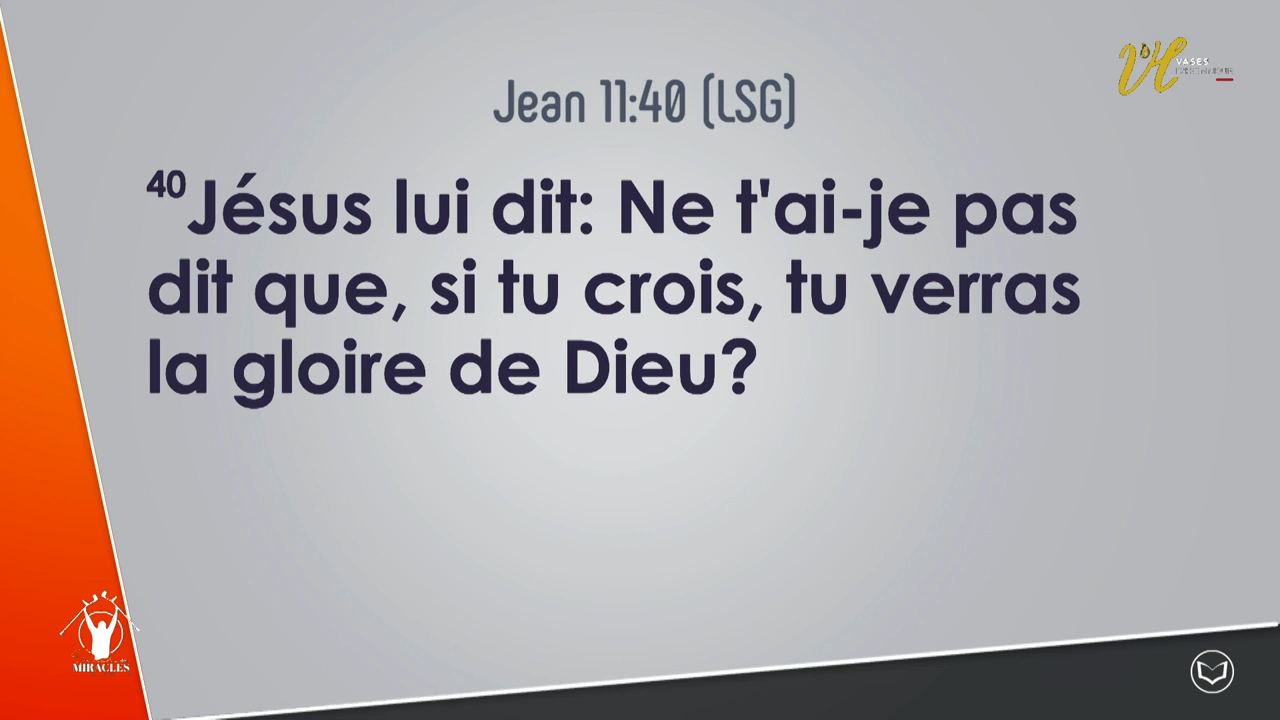 VASES
Jean 11:40 (LSG)
40Jésus lui dit: Ne t'ai-je pas
dit que, si tu crois, tu verras
la gloire de Dieu?
MIRACLES